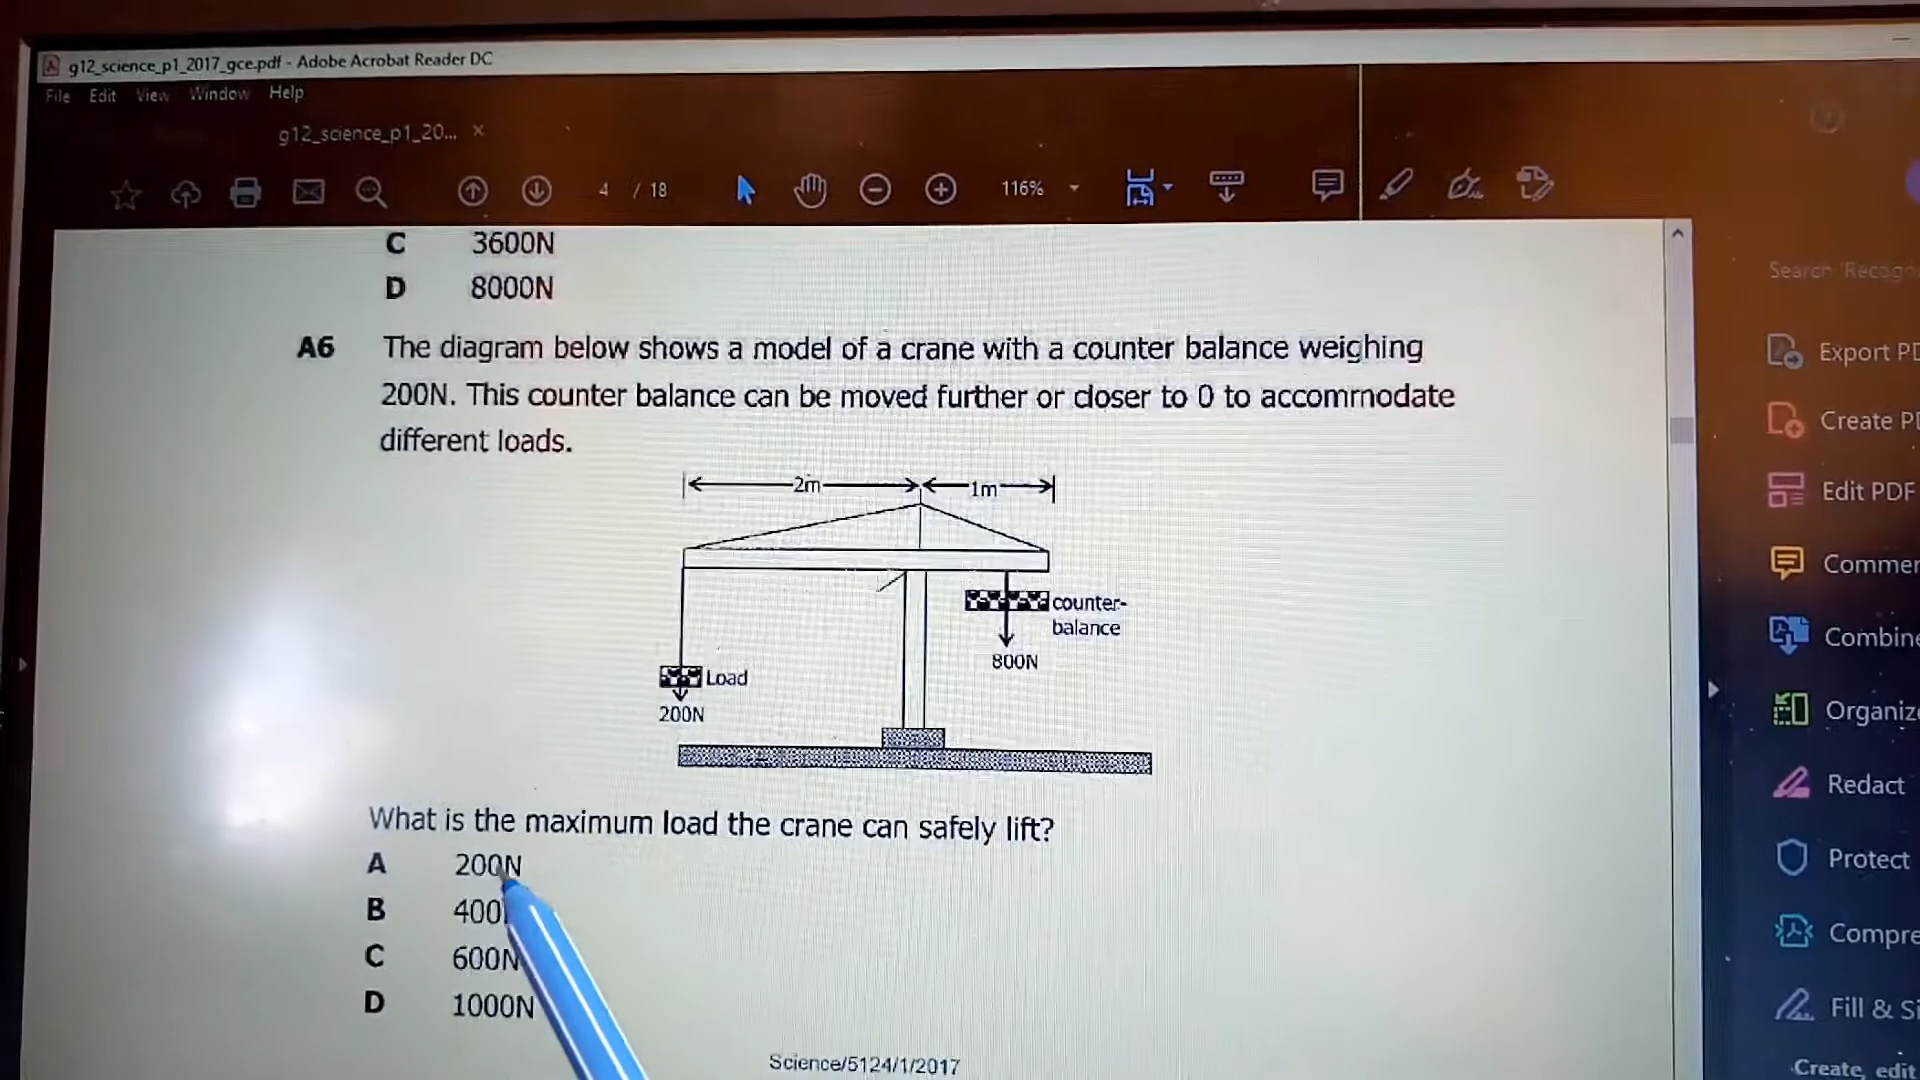 g12_science_p1_2017_gce.pdf - Adobe Acrobat Reader DC
File Edit View Window Help
g12_science_p1_20... ×
4 / 18 116%
C 3600N
D 8000N
A6 The diagram below shows a model of a crane with a counter balance weighing
200N. This counter balance can be moved further or closer to 0 to accommodate
different loads.
2m 1m
counter-
balance
800N
Load
200N
What is the maximum load the crane can safely lift?
A 200N
B 400
C 600N
D 1000N
Science/5124/1/2017
Search 'Recogn
Export PD
Create PD
Edit PDF
Commen
Combine
Organize
Redact
Protect
Compre
Fill & Si
Create, edit